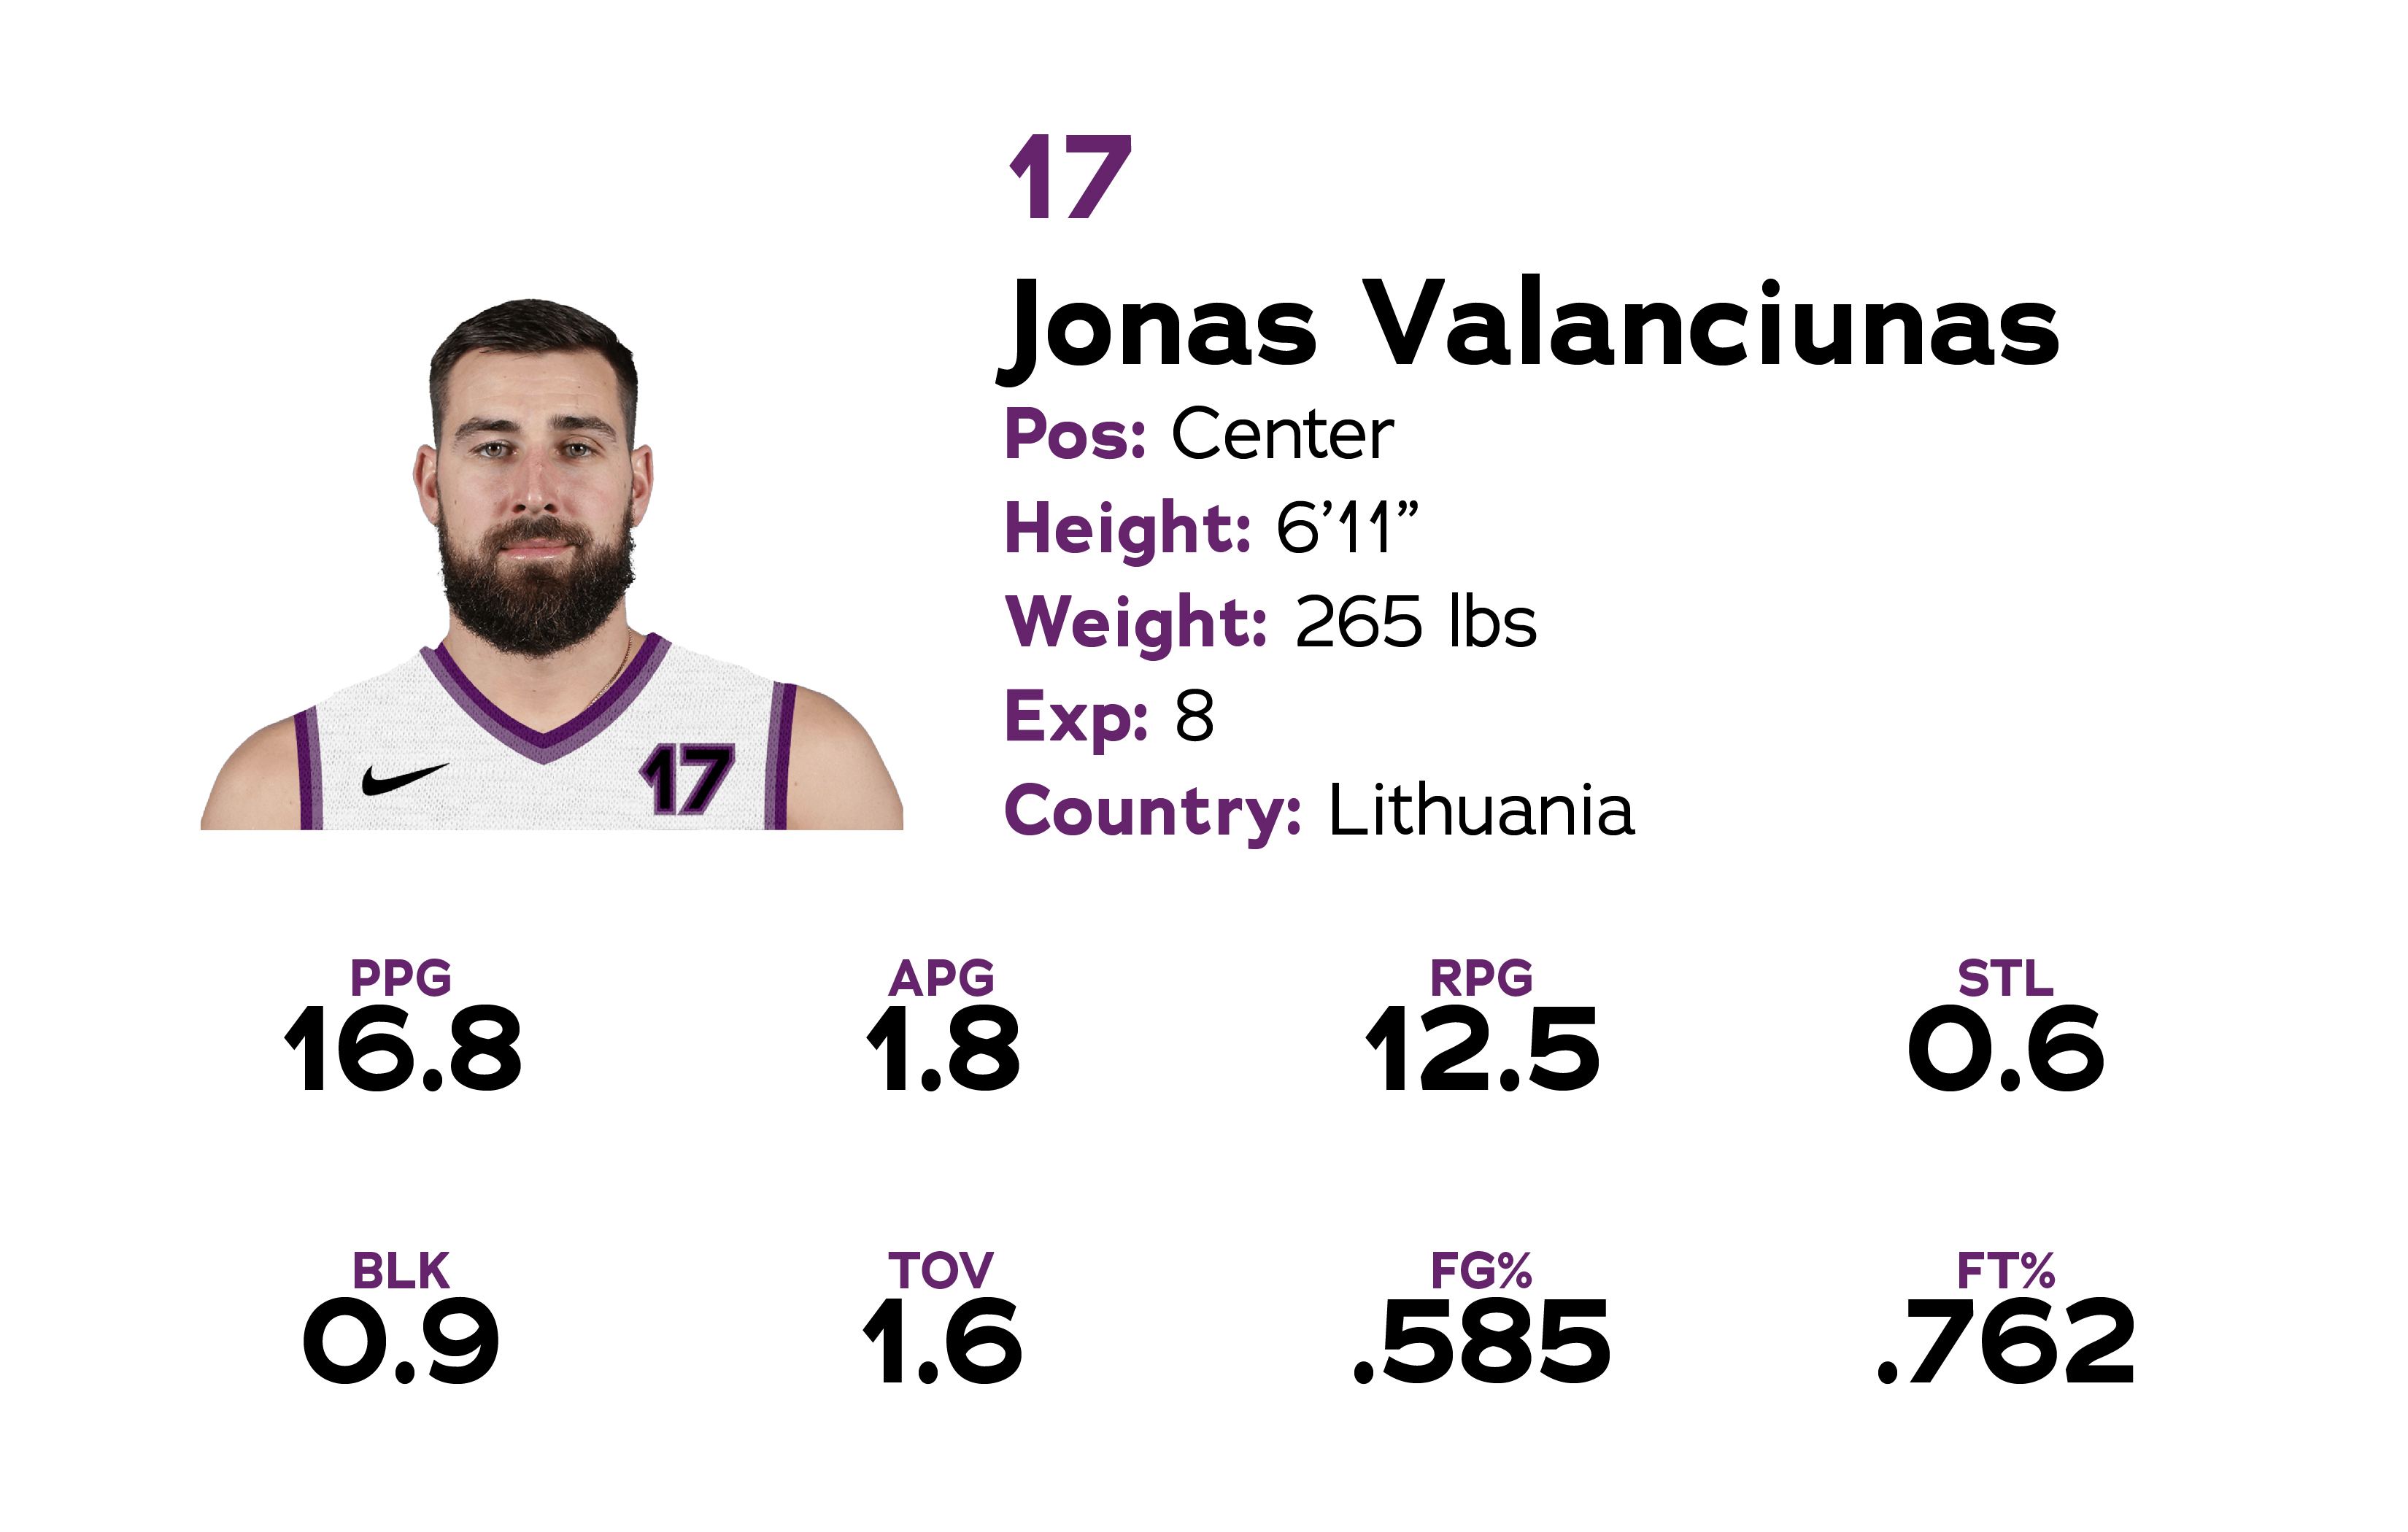 17
Jonas Valanciunas
Pos: Center
Height: 6’11”
Weight: 265 lbs
Exp: 8
Country: Lithuania
17
PPG APG RPG STL
16.8 1.8 12.5 0.6
BLK TOV FG% FT%
0.9 1.6 .585 .762